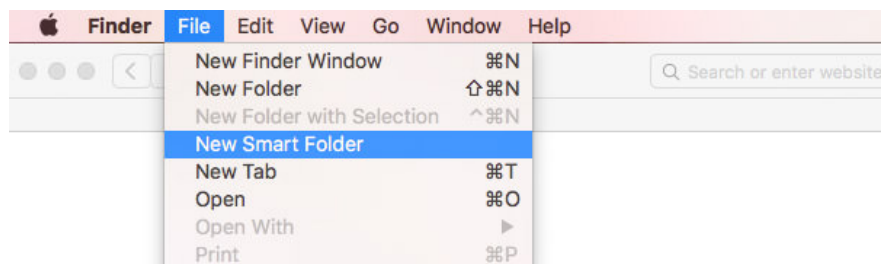 Finder File Edit View Go Window Help
New Finder Window ⌘N
Search or enter website
New Folder ⇧⌘N
New Folder with Selection ^⌘N
New Smart Folder
New Tab ⌘T
Open ⌘O
Open With ▶
Print ⌘P